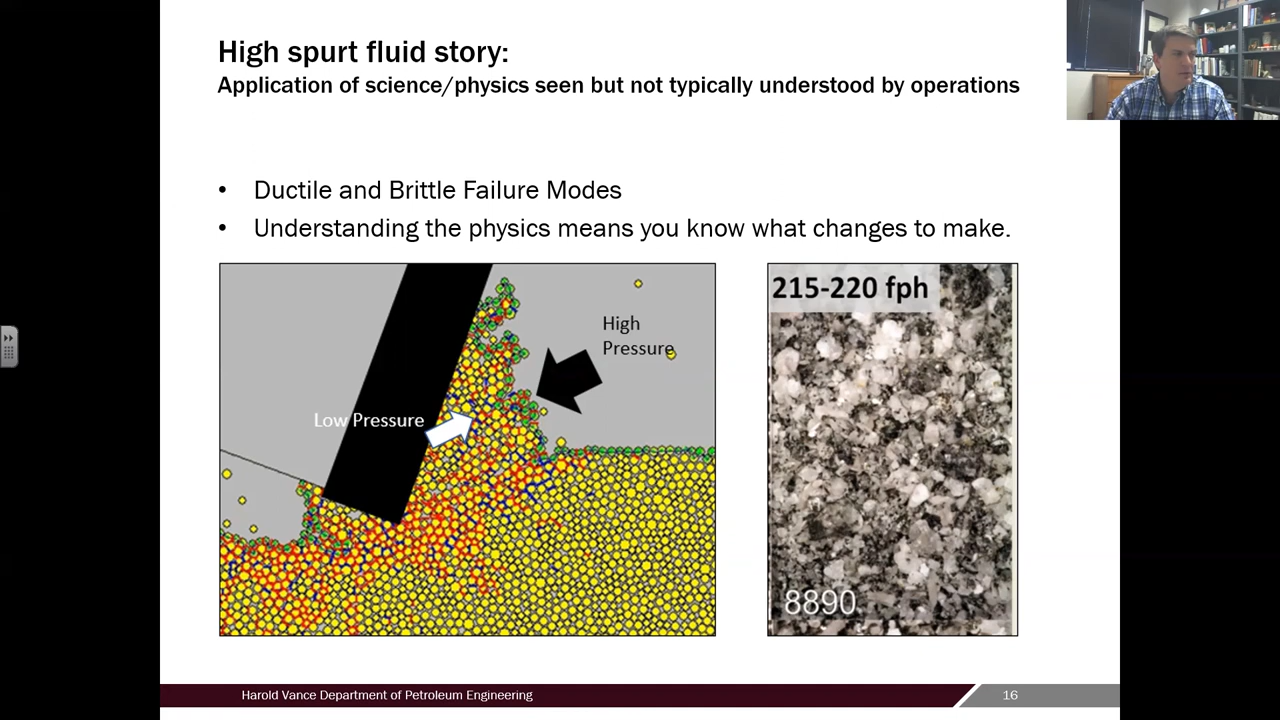 High spurt fluid story:
Application of science/physics seen but not typically understood by operations
• Ductile and Brittle Failure Modes
• Understanding the physics means you know what changes to make.
High
Pressure
Low Pressure
215-220 fph
8890
Harold Vance Department of Petroleum Engineering
16